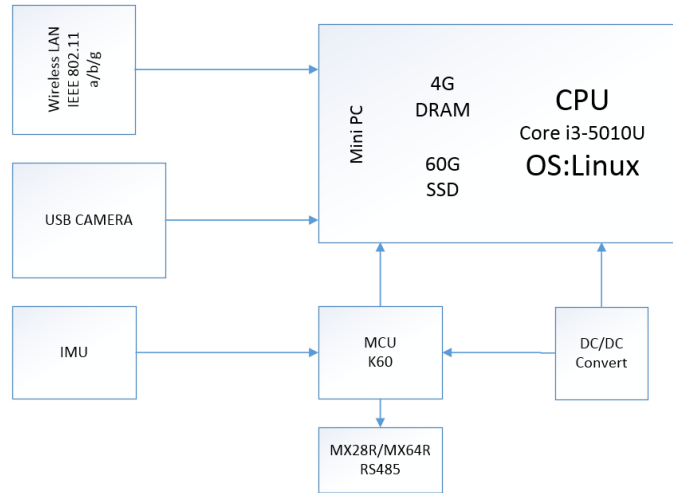 Wireless LAN
IEEE 802.11
a/b/g
Mini PC
4G
DRAM
60G
SSD
CPU
Core i3-5010U
OS:Linux
USB CAMERA
IMU
MCU
K60
DC/DC
Convert
MX28R/MX64R
RS485